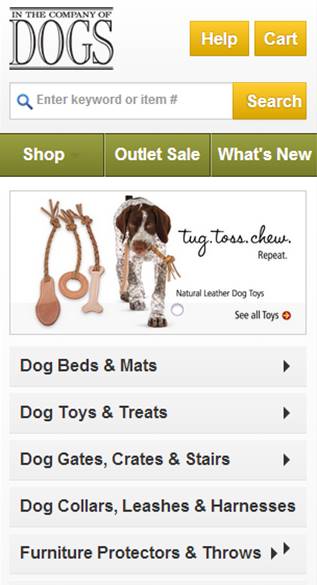 IN THE COMPANY OF
DOGS
Help
Cart
Enter keyword or item #
Search
Shop
Outlet Sale
What's New
tug.toss.chew.
Repeat.
Natural Leather Dog Toys
See all Toys
Dog Beds & Mats
Dog Toys & Treats
Dog Gates, Crates & Stairs
Dog Collars, Leashes & Harnesses
Furniture Protectors & Throws